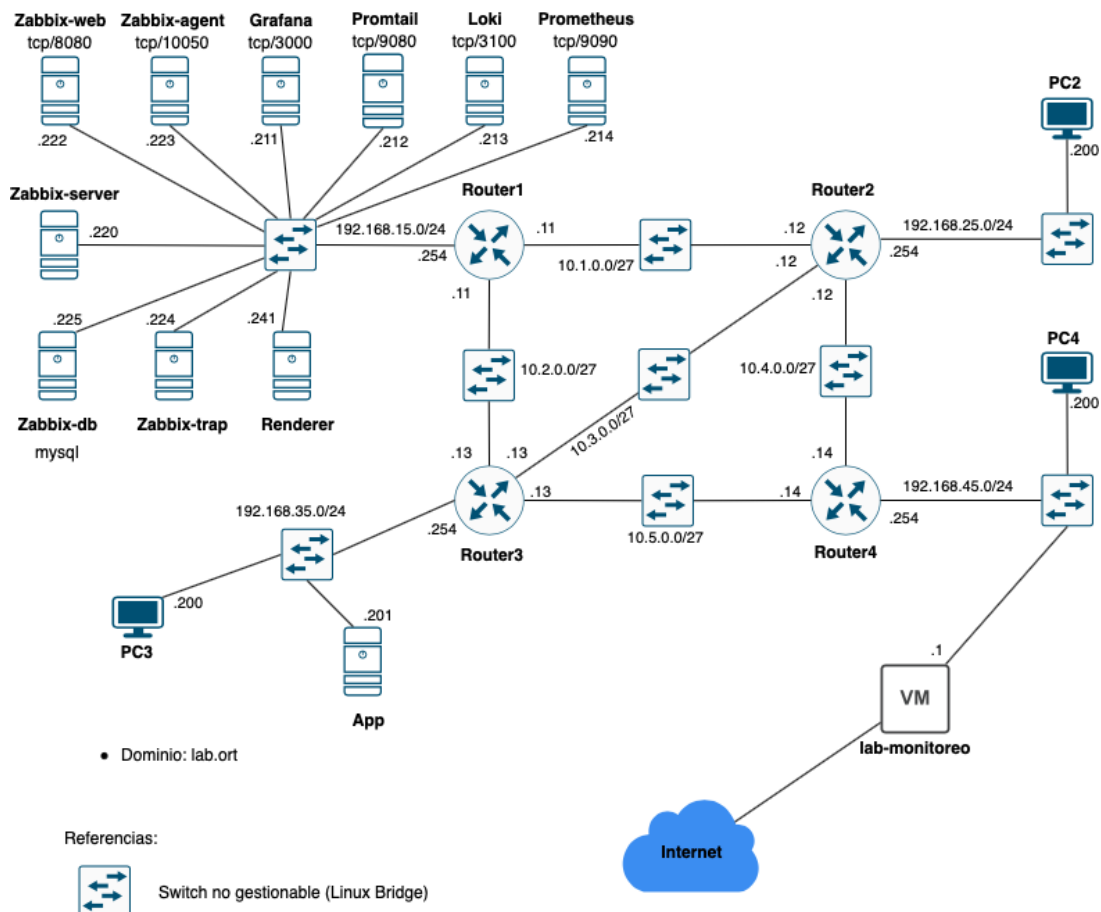 Zabbix-web Zabbix-agent Grafana Promtail Loki Prometheus
tcp/8080 tcp/10050 tcp/3000 tcp/9080 tcp/3100 tcp/9090
PC2
.222 .223 .211 .212 .213 .214
.200
Zabbix-server Router1 Router2
.220 192.168.15.0/24 .11 .12 192.168.25.0/24
.254 10.1.0.0/27 .12 .254
.11 .12
.225 .224 .241
PC4
10.2.0.0/27 10.4.0.0/27
.200
Zabbix-db Zabbix-trap Renderer
mysql
10.3.0.0/27
.13 .13 .14
192.168.35.0/24 .13 .14 192.168.45.0/24
.254 10.5.0.0/27 .254
Router3 Router4
.200 .201
PC3
.1
VM
App
lab-monitoreo
• Dominio: lab.ort
Referencias:
Internet
Switch no gestionable (Linux Bridge)